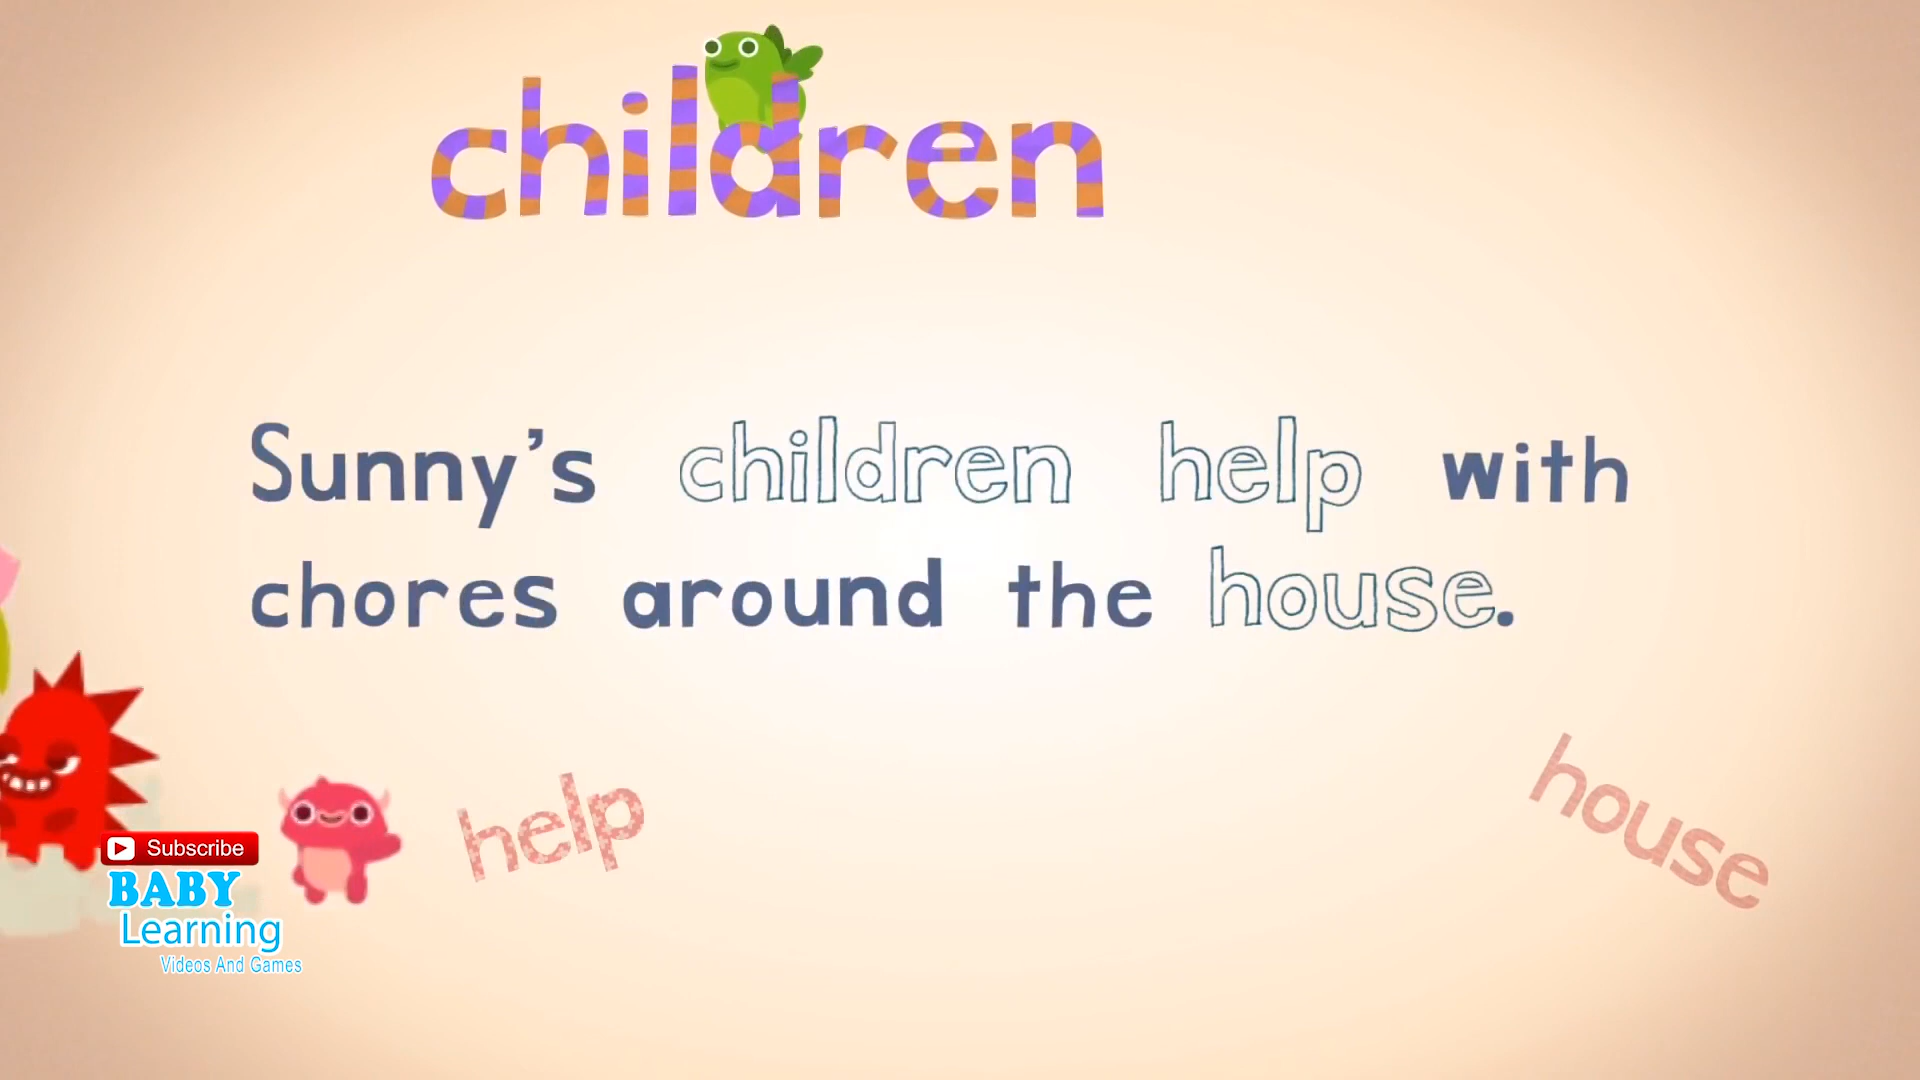 children
Sunny's children help with
chores around the house.
help
house
Subscribe
BABY
Learning
Videos And Games